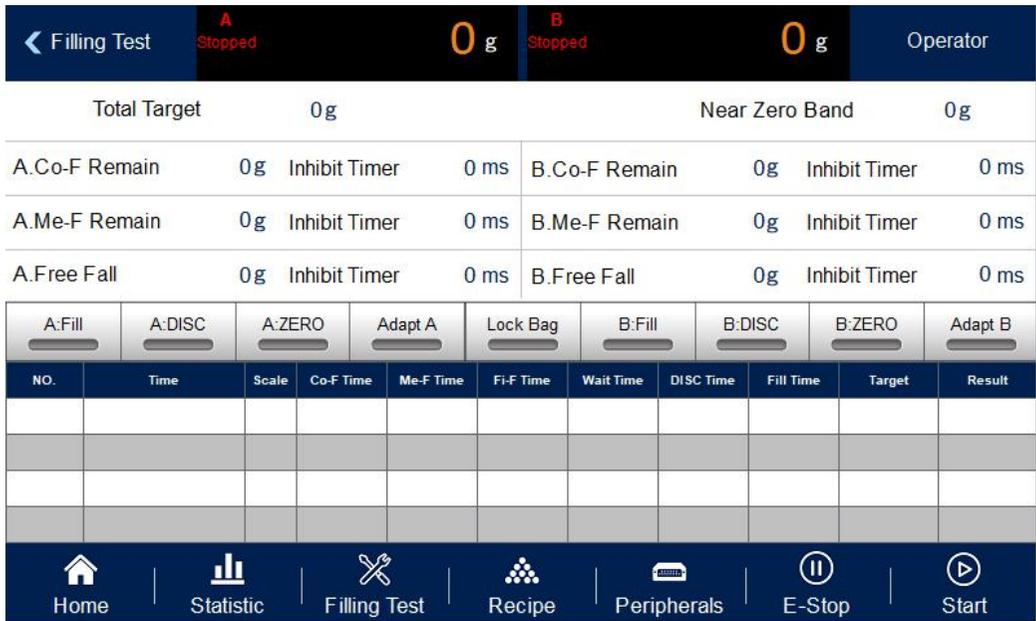 Filling Test A Stopped 0 g B Stopped 0 g Operator
Total Target 0g Near Zero Band 0g
A.Co-F Remain 0g Inhibit Timer 0 ms B.Co-F Remain 0g Inhibit Timer 0 ms
A.Me-F Remain 0g Inhibit Timer 0 ms B.Me-F Remain 0g Inhibit Timer 0 ms
A.Free Fall 0g Inhibit Timer 0 ms B.Free Fall 0g Inhibit Timer 0 ms
A:Fill A:DISC A:ZERO Adapt A Lock Bag B:Fill B:DISC B:ZERO Adapt B
NO. Time Scale Co-F Time Me-F Time Fi-F Time Wait Time DISC Time Fill Time Target Result
Home Statistic Filling Test Recipe Peripherals E-Stop Start